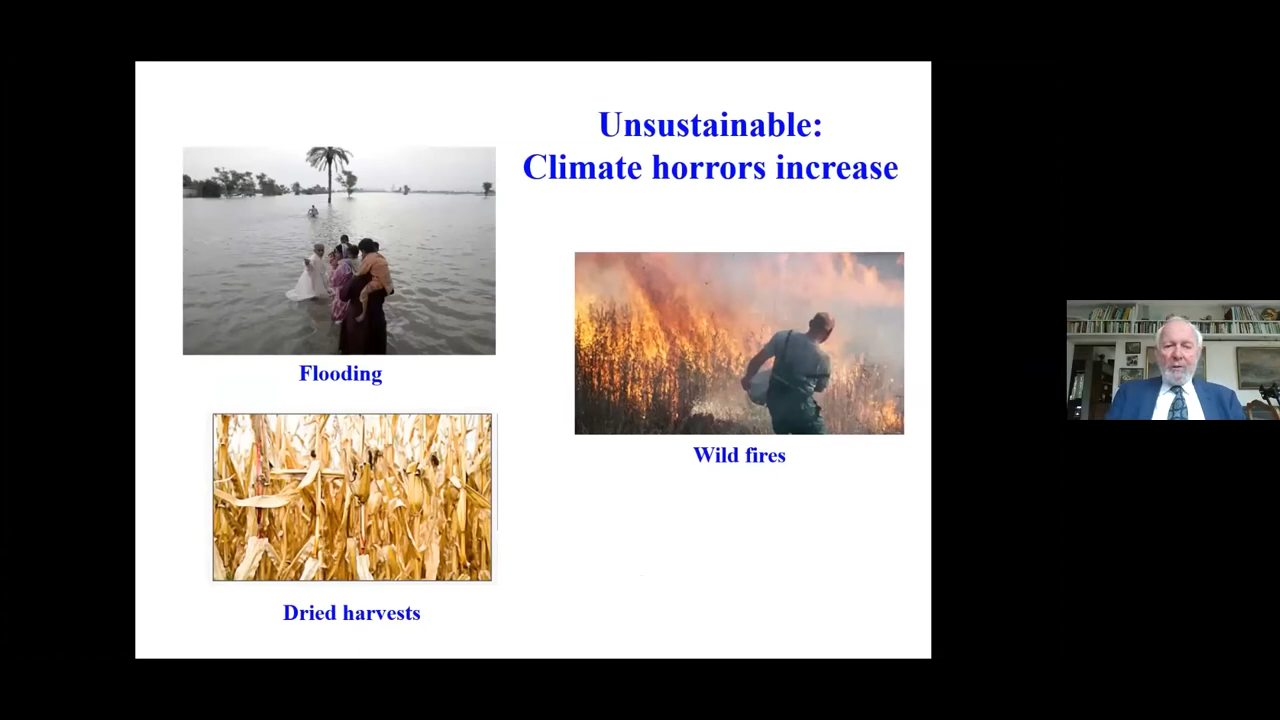 Unsustainable:
Climate horrors increase
Flooding
Wild fires
Dried harvests